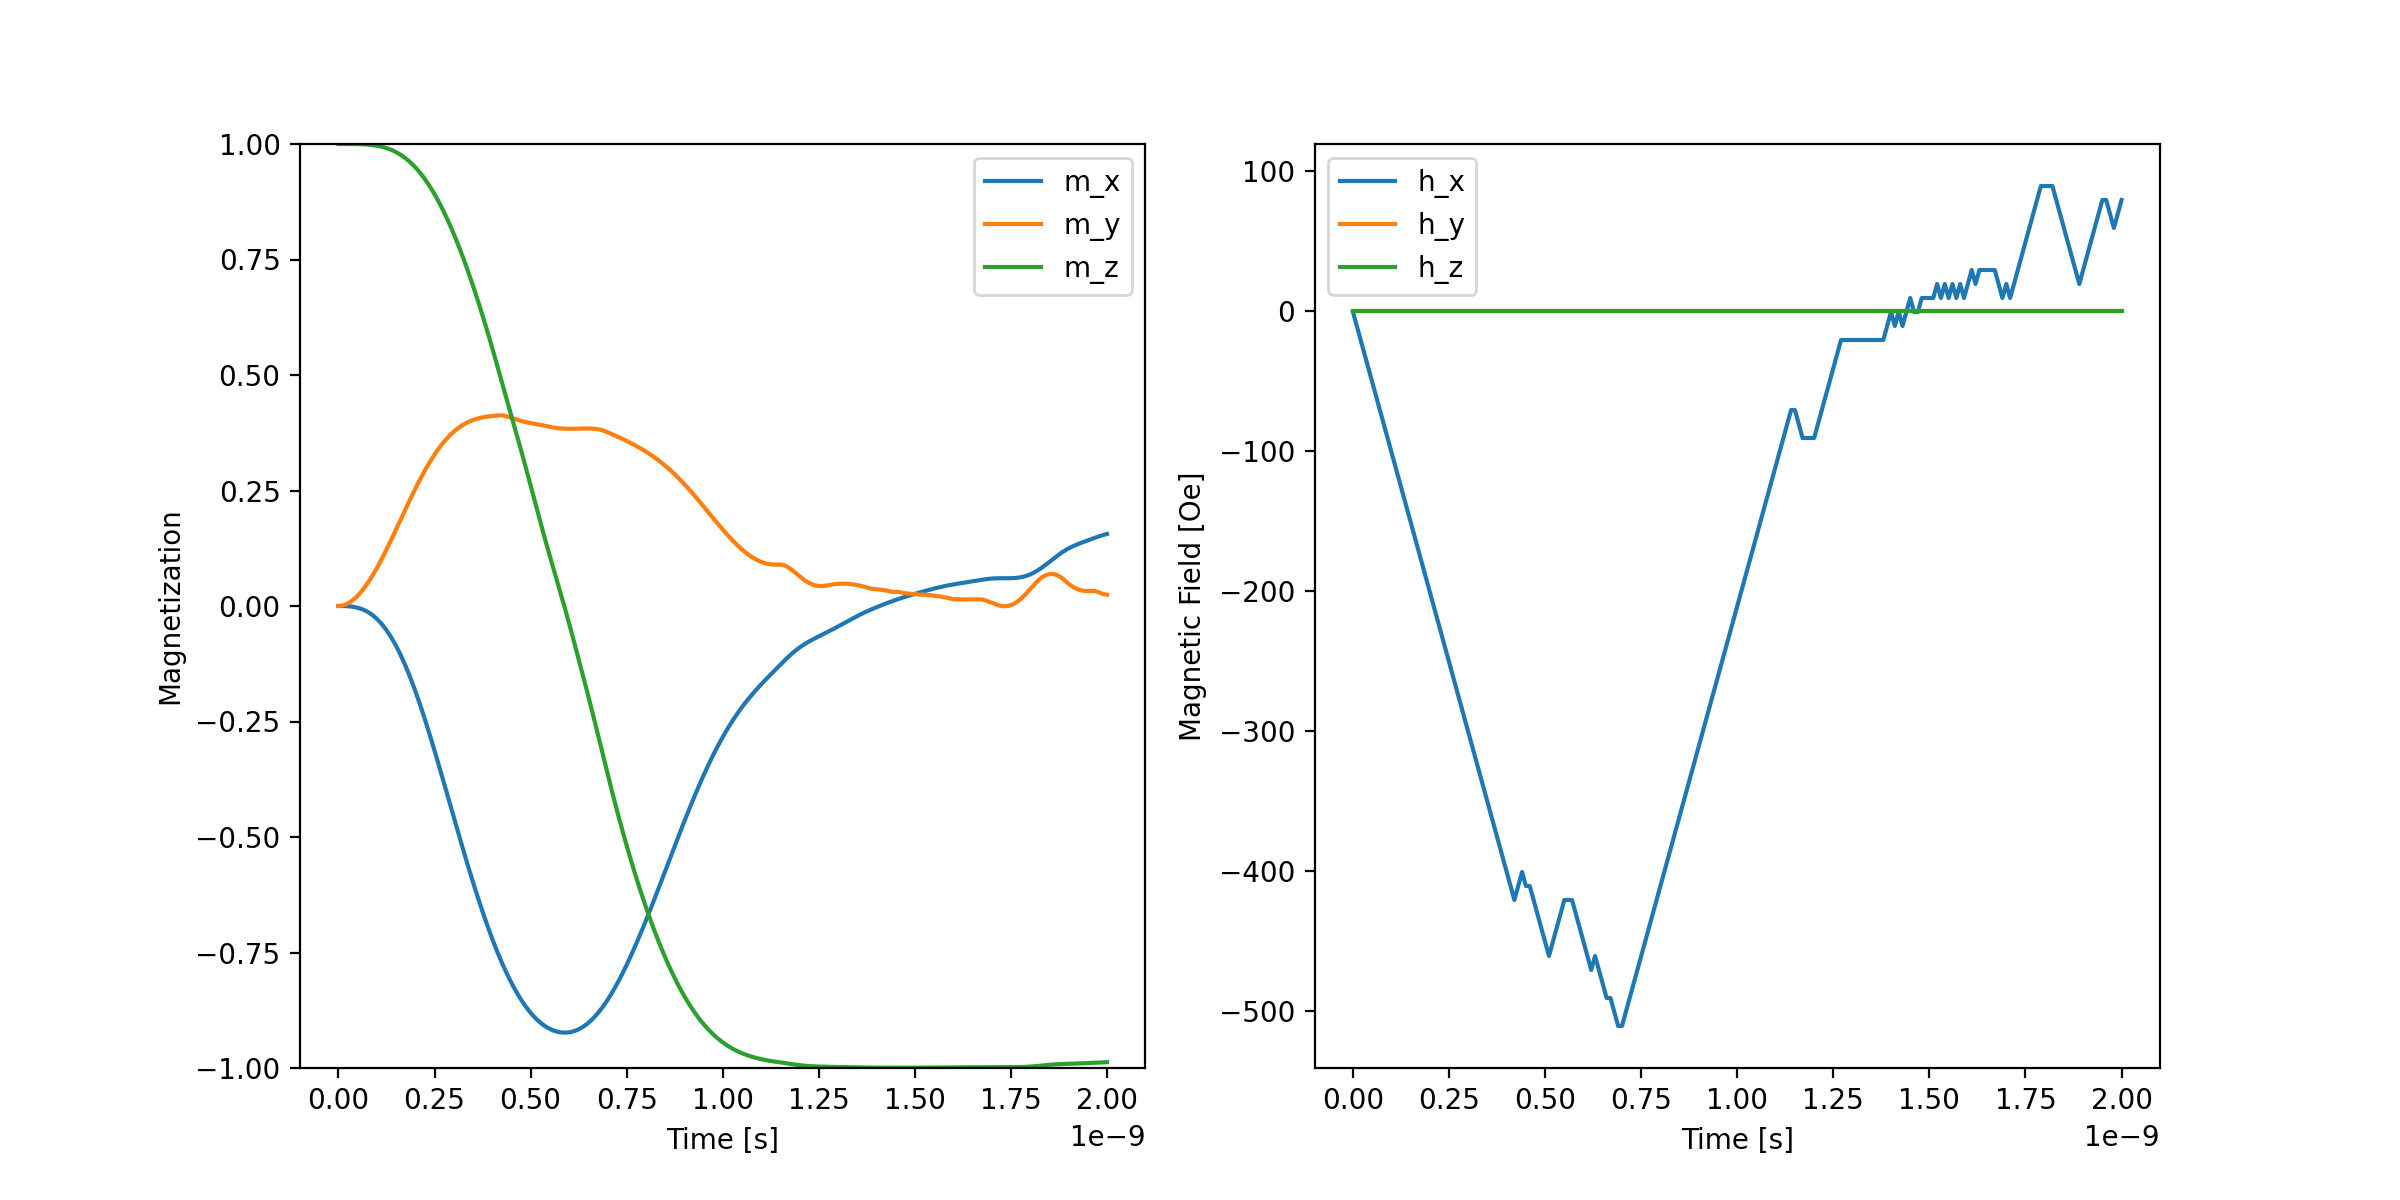 1.00
0.75
0.50
0.25
0.00
−0.25
−0.50
−0.75
−1.00
Magnetization
m_x
m_y
m_z
0.00 0.25 0.50 0.75 1.00 1.25 1.50 1.75 2.00
Time [s]
1e−9
100
0
−100
−200
−300
−400
−500
Magnetic Field [Oe]
h_x
h_y
h_z
0.00 0.25 0.50 0.75 1.00 1.25 1.50 1.75 2.00
Time [s]
1e−9